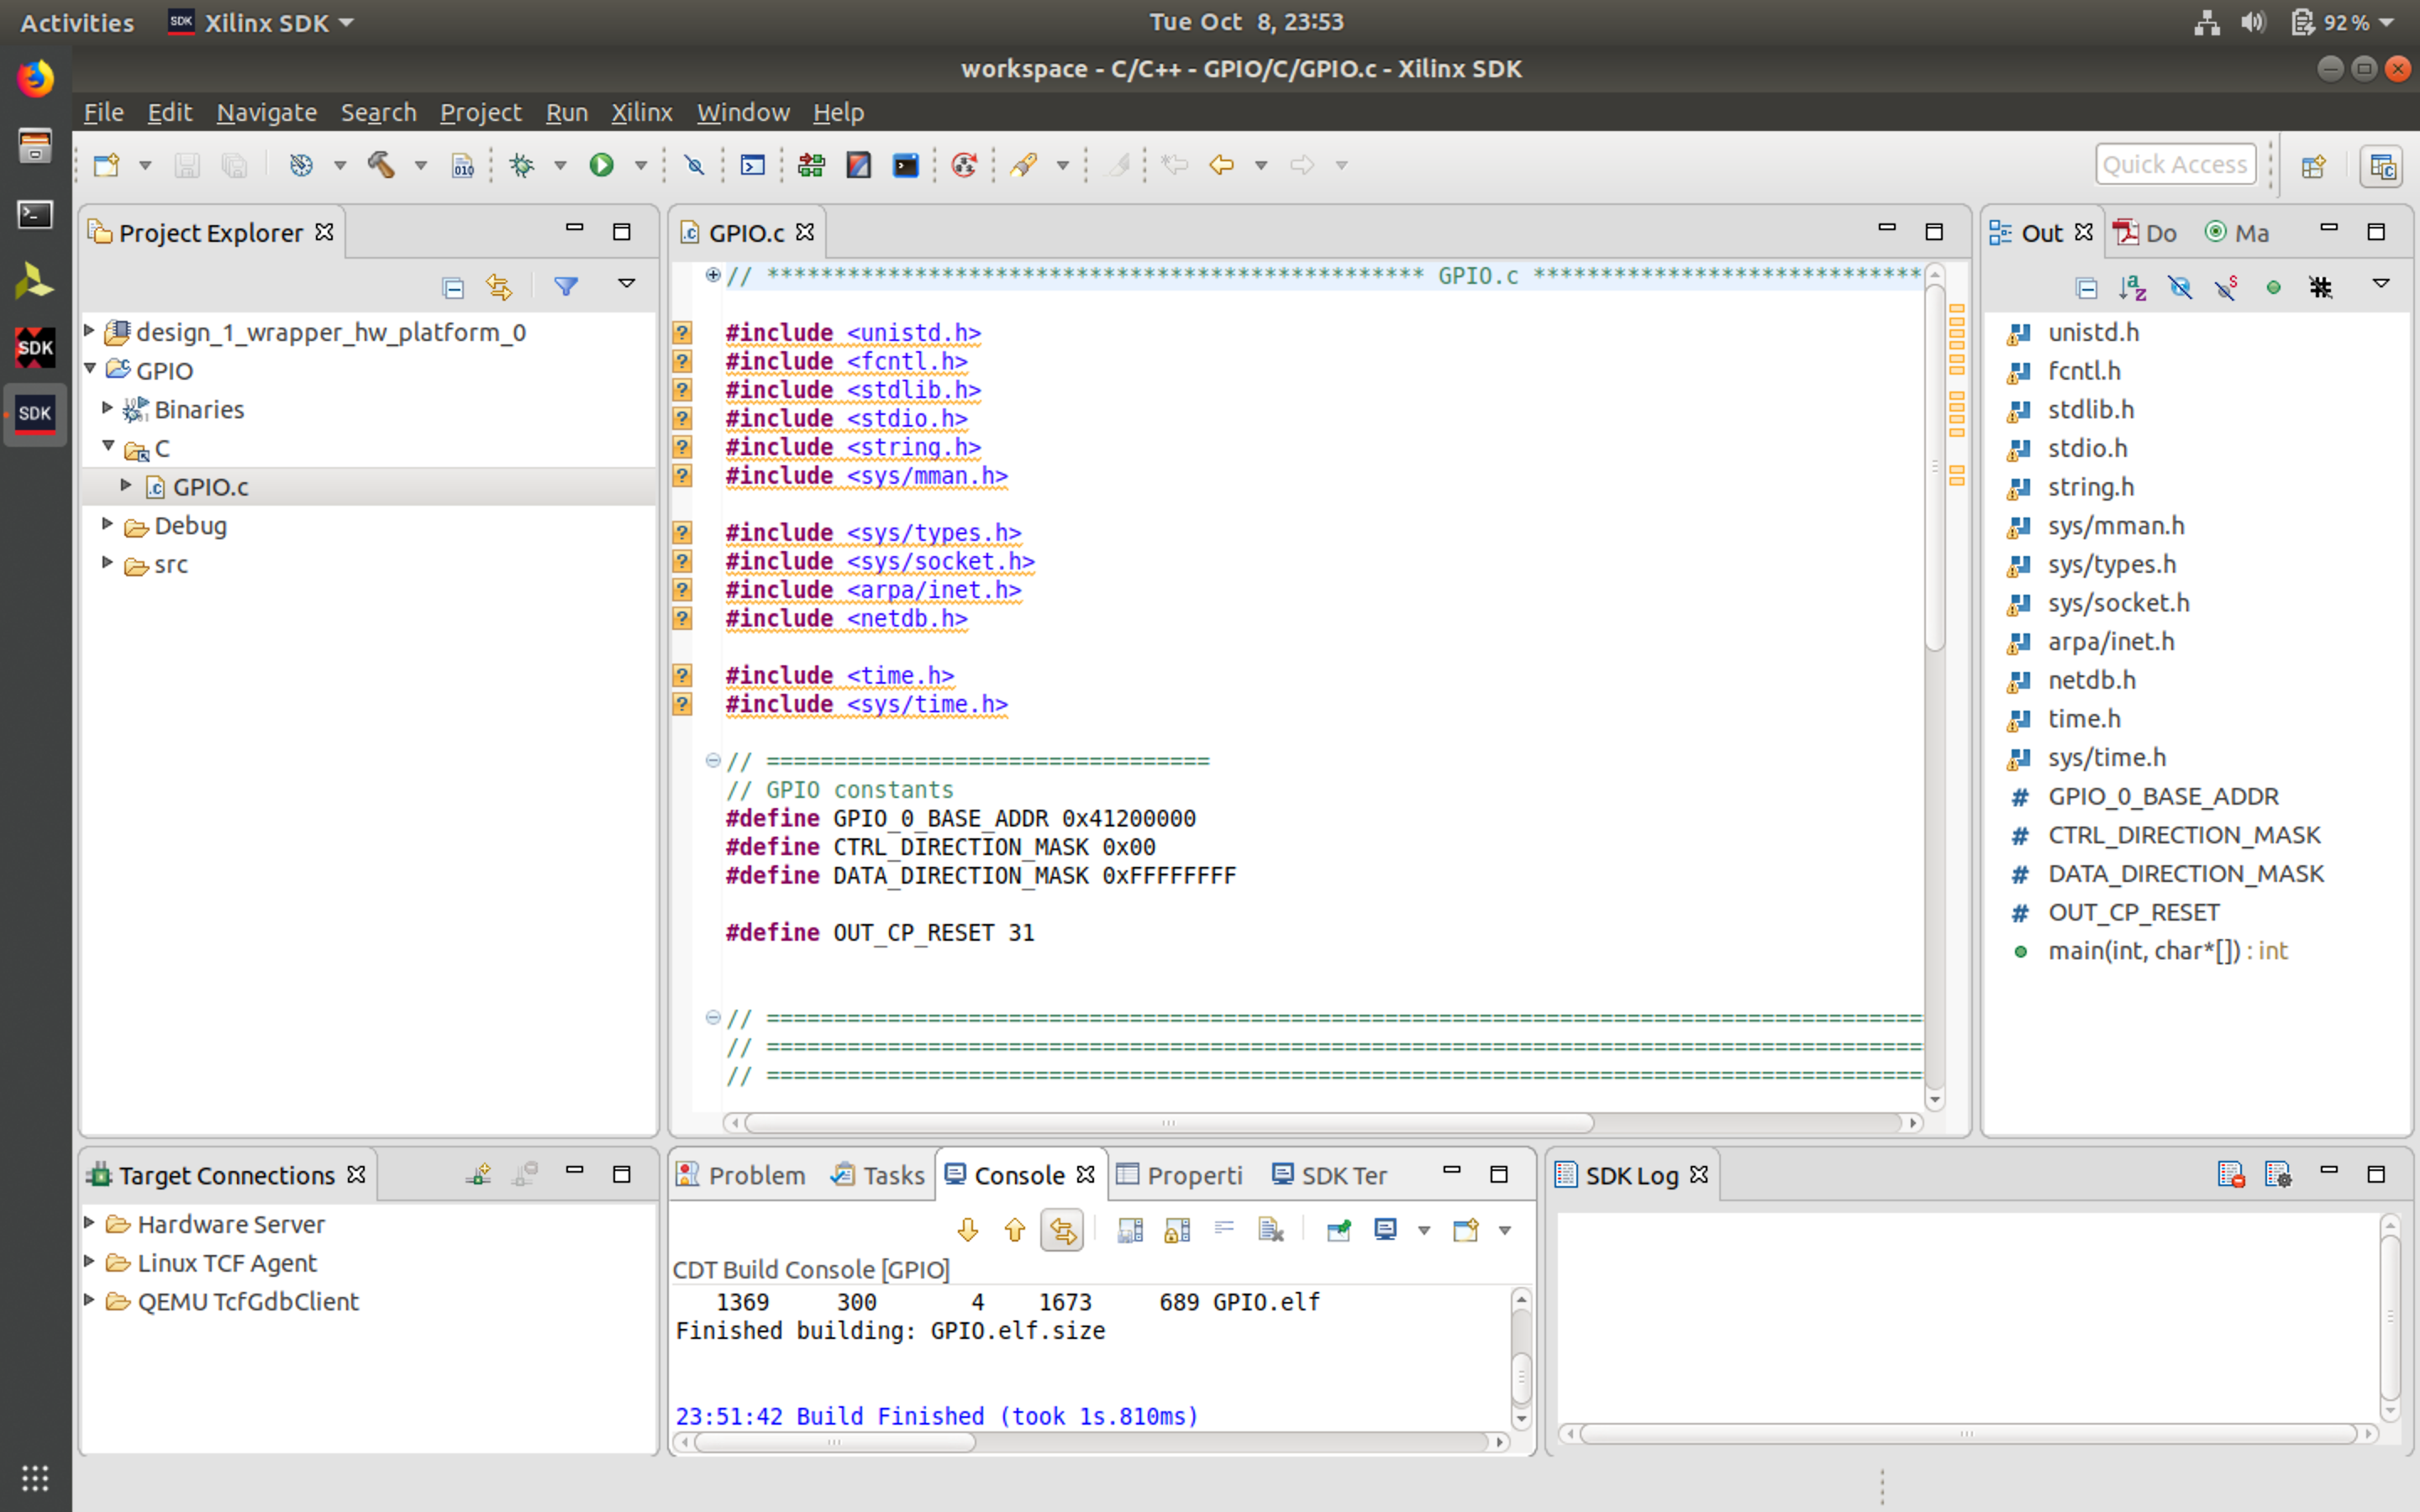 Activities
SDK Xilinx SDK
Tue Oct 8, 23:53
92 %
workspace - C/C++ - GPIO/C/GPIO.c - Xilinx SDK
File Edit Navigate Search Project Run Xilinx Window Help
010
Quick Access
SDK
SDK
Project Explorer
design_1_wrapper_hw_platform_0
GPIO
Binaries
C
GPIO.c
Debug
src
GPIO.c
// ************************************************* GPIO.c *****************************
#include <unistd.h>
#include <fcntl.h>
#include <stdlib.h>
#include <stdio.h>
#include <string.h>
#include <sys/mman.h>
#include <sys/types.h>
#include <sys/socket.h>
#include <arpa/inet.h>
#include <netdb.h>
#include <time.h>
#include <sys/time.h>
// =================================
// GPIO constants
#define GPIO_0_BASE_ADDR 0x41200000
#define CTRL_DIRECTION_MASK 0x00
#define DATA_DIRECTION_MASK 0xFFFFFFFF
#define OUT_CP_RESET 31
// ======================================================================================
// ======================================================================================
// ======================================================================================
Out Do Ma
unistd.h
fcntl.h
stdlib.h
stdio.h
string.h
sys/mman.h
sys/types.h
sys/socket.h
arpa/inet.h
netdb.h
time.h
sys/time.h
# GPIO_0_BASE_ADDR
# CTRL_DIRECTION_MASK
# DATA_DIRECTION_MASK
# OUT_CP_RESET
main(int, char*[]) : int
Target Connections
Hardware Server
Linux TCF Agent
QEMU TcfGdbClient
Problem Tasks Console Properti SDK Ter
CDT Build Console [GPIO]
1369 300 4 1673 689 GPIO.elf
Finished building: GPIO.elf.size
23:51:42 Build Finished (took 1s.810ms)
SDK Log